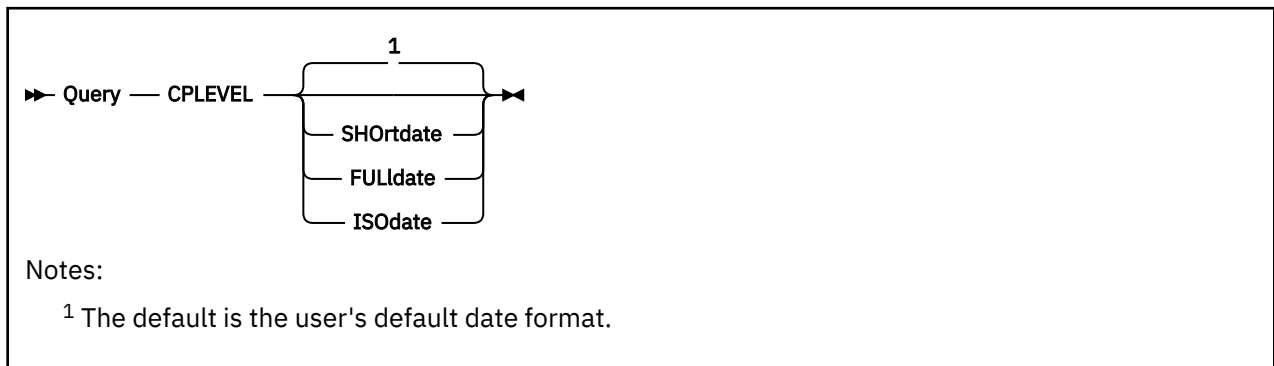 1
Query CPLEVEL
SHOrtdate
FULldate
ISOdate
Notes:
1 The default is the user's default date format.